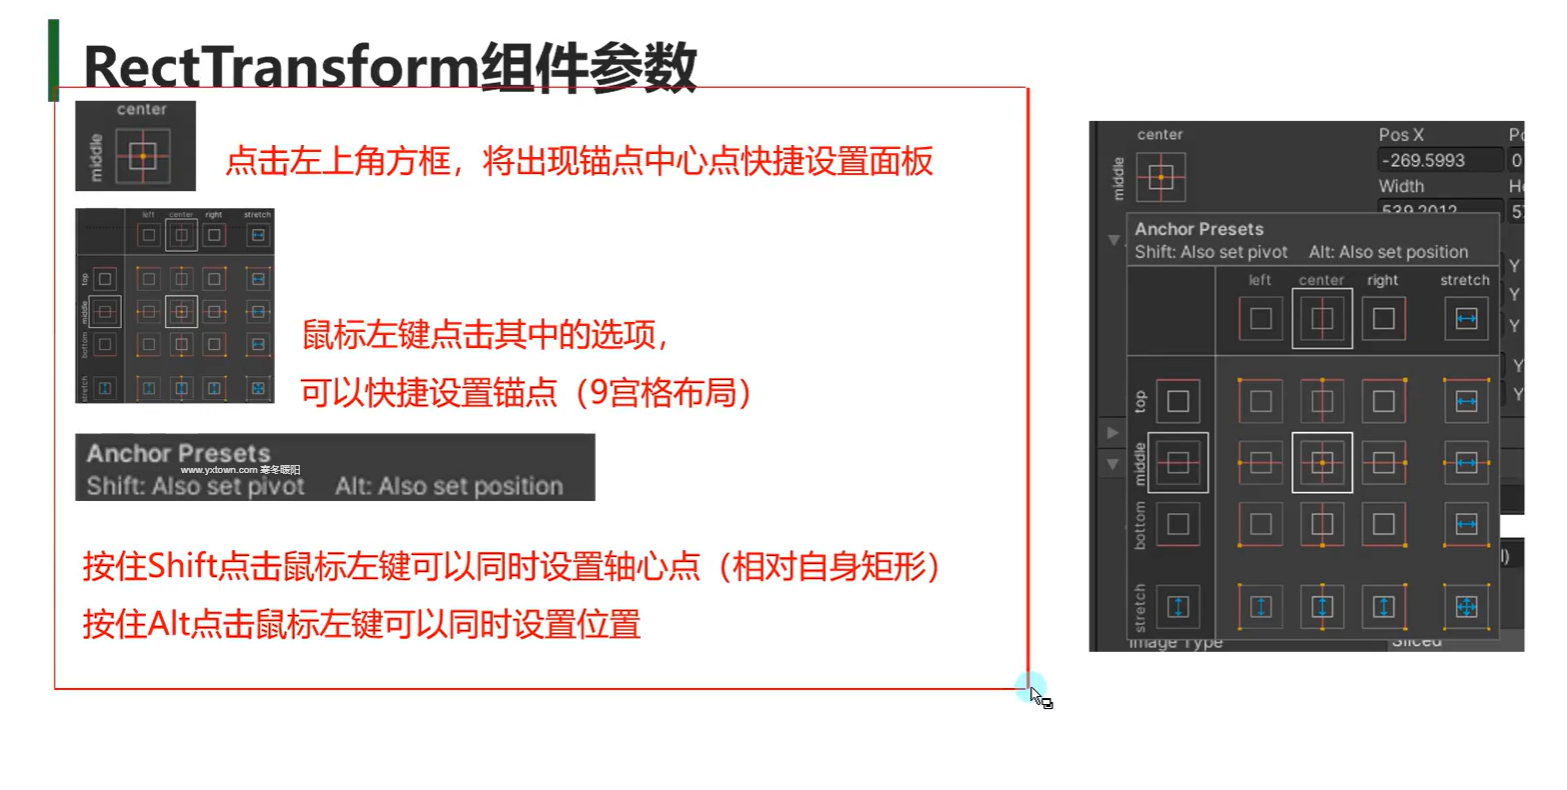 RectTransform组件参数
center
middle
点击左上角方框，将出现锚点中心点快捷设置面板
left center right stretch
top
middle
bottom
stretch
鼠标左键点击其中的选项，
可以快捷设置锚点（9宫格布局）
Anchor Presets
www.yxtown.com 寒冬暖阳
Shift: Also set pivot Alt: Also set position
按住Shift点击鼠标左键可以同时设置轴心点（相对自身矩形）
按住Alt点击鼠标左键可以同时设置位置
center
Pos X
middle
-269.5993 0
Width
539.2012
Anchor Presets
Shift: Also set pivot Alt: Also set position
left center right stretch
top
middle
bottom
stretch
Y
Y
Y
Y
Y
Image Type Sliced